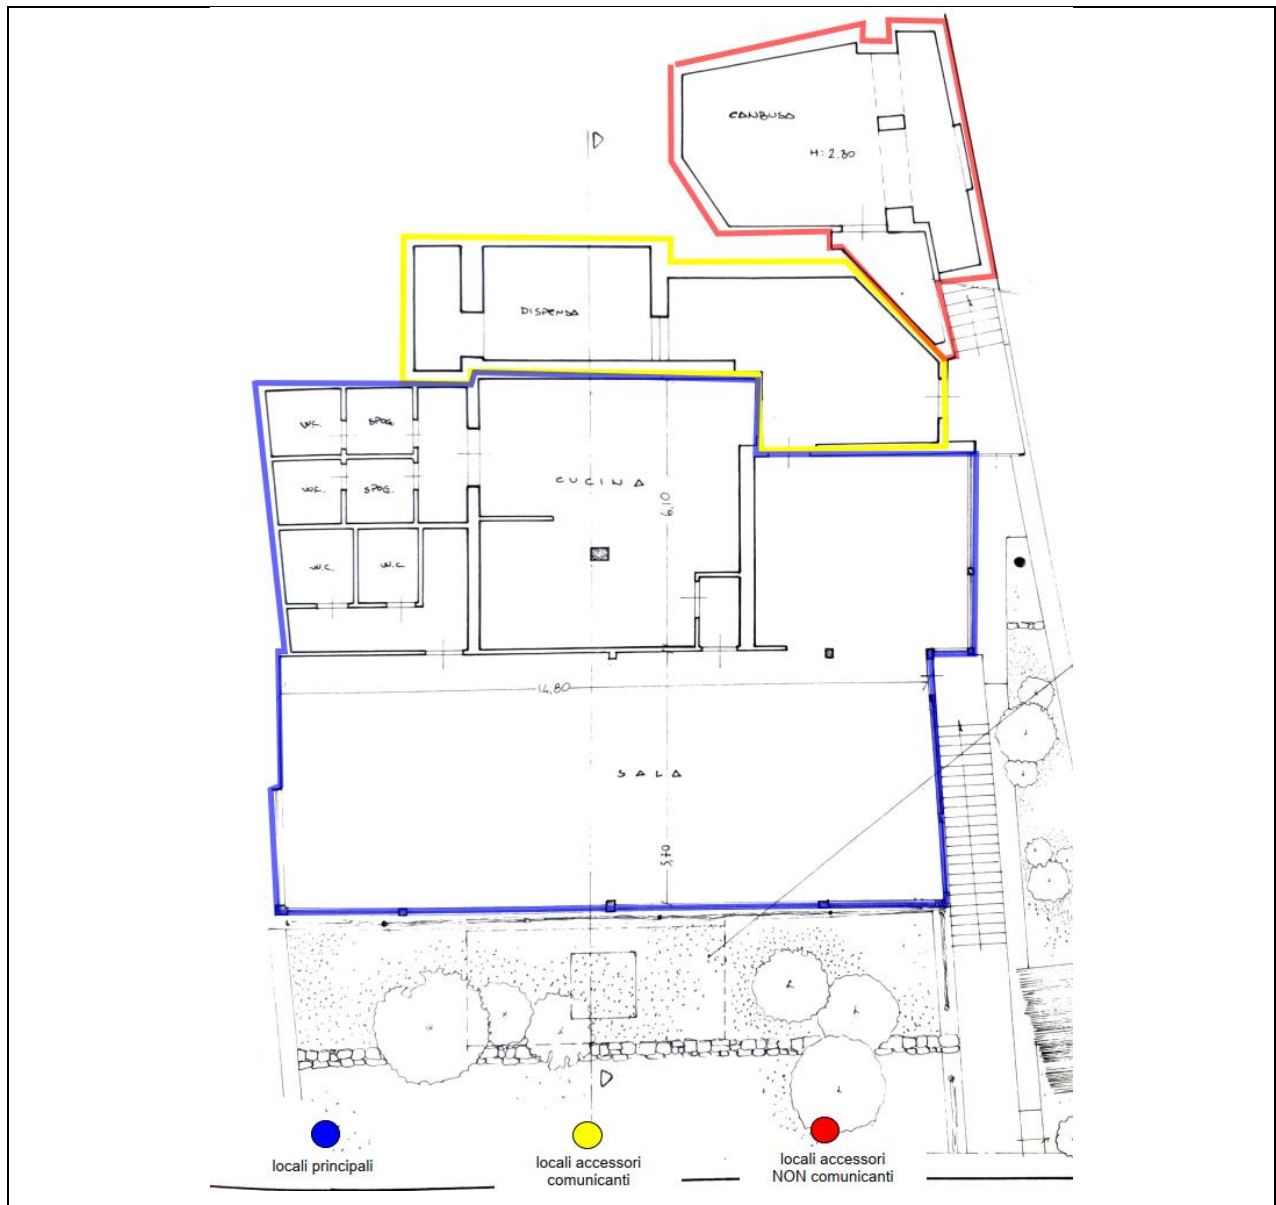 CANBUSA
H: 2.80
DISPENSA
W.C.
SPOG.
W.C.
SPOG.
CUCINA
6,10
W.C.
W.C
14,80
SALA
5,70
locali principali
locali accessori
comunicanti
locali accessori
NON comunicanti